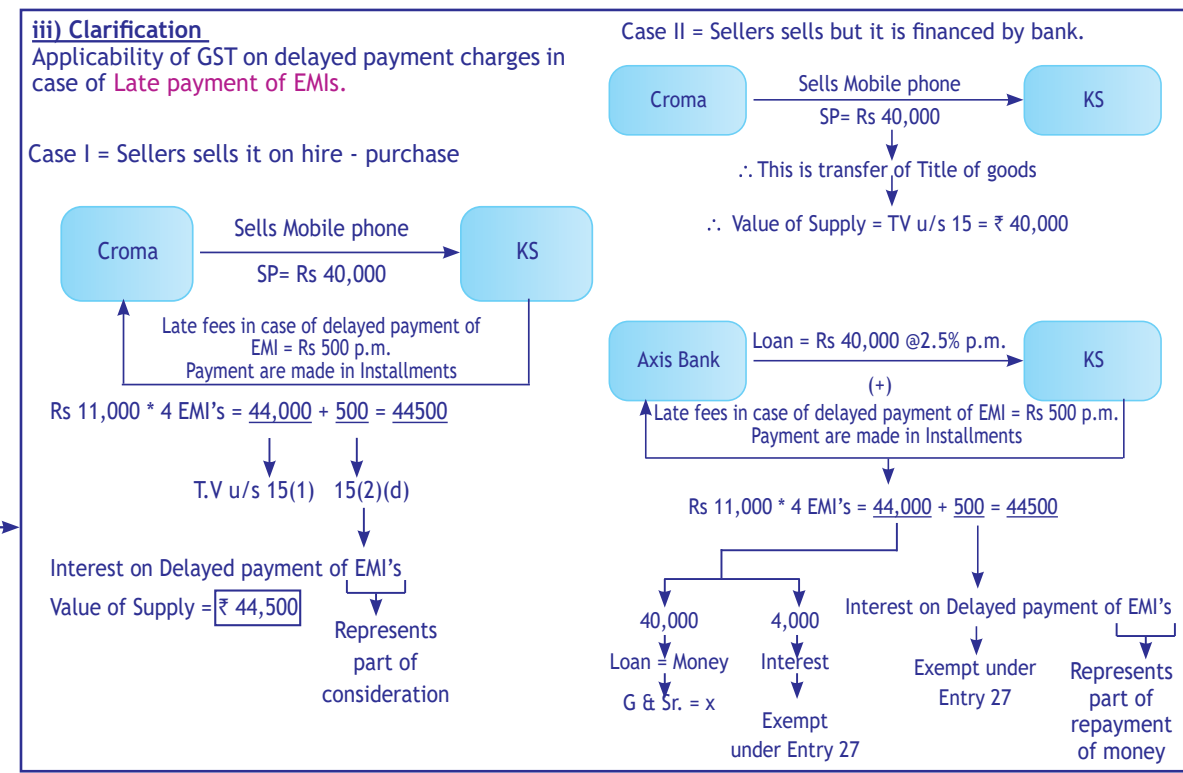 iii) Clarification
Applicability of GST on delayed payment charges in
case of Late payment of EMIs.
Case I = Sellers sells it on hire - purchase
Croma
Sells Mobile phone
SP= Rs 40,000
KS
Late fees in case of delayed payment of
EMI = Rs 500 p.m.
Payment are made in Installments
Rs 11,000 * 4 EMI's = 44,000 + 500 = 44500
T.V u/s 15(1) 15(2)(d)
Interest on Delayed payment of EMI's
Value of Supply = ₹ 44,500
Represents
part of
consideration
Case II = Sellers sells but it is financed by bank.
Croma
Sells Mobile phone
SP= Rs 40,000
KS
∴ This is transfer of Title of goods
∴ Value of Supply = TV u/s 15 = ₹ 40,000
Axis Bank
Loan = Rs 40,000 @2.5% p.m.
KS
(+)
Late fees in case of delayed payment of EMI = Rs 500 p.m.
Payment are made in Installments
Rs 11,000 * 4 EMI's = 44,000 + 500 = 44500
40,000
Loan = Money
G & Sr. = x
4,000
Interest
Exempt
under Entry 27
Interest on Delayed payment of EMI's
Exempt under
Entry 27
Represents
part of
repayment
of money